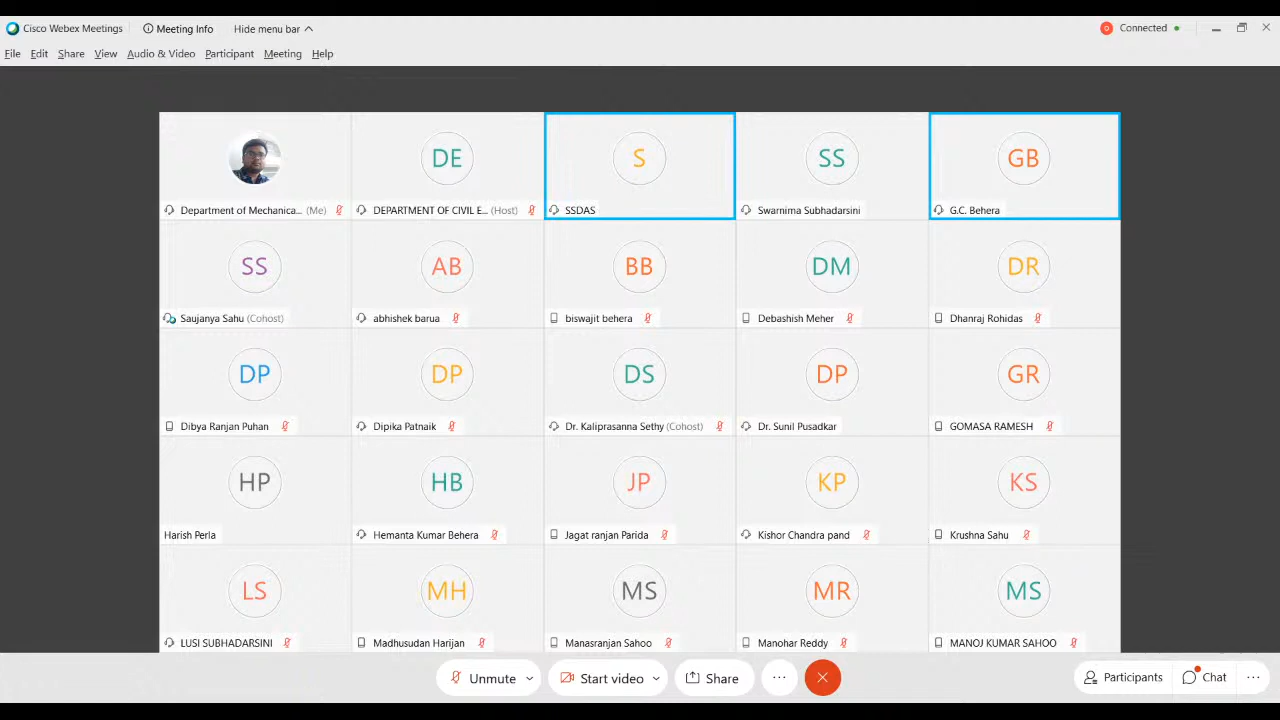 Cisco Webex Meetings Meeting Info Hide menu bar Connected
File Edit Share View Audio & Video Participant Meeting Help
DE S SS GB
Department of Mechanica... (Me) DEPARTMENT OF CIVIL E... (Host) SSDAS Swarnima Subhadarsini G.C. Behera
SS AB BB DM DR
Saujanya Sahu (Cohost) abhishek barua biswajit behera Debashish Meher Dhanraj Rohidas
DP DP DS DP GR
Dibya Ranjan Puhan Dipika Patnaik Dr. Kaliprasanna Sethy (Cohost) Dr. Sunil Pusadkar GOMASA RAMESH
HP HB JP KP KS
Harish Perla Hemanta Kumar Behera Jagat ranjan Parida Kishor Chandra pand Krushna Sahu
LS MH MS MR MS
LUSI SUBHADARSINI Madhusudan Harijan Manasranjan Sahoo Manohar Reddy MANOJ KUMAR SAHOO
Unmute Start video Share ... Participants Chat ...